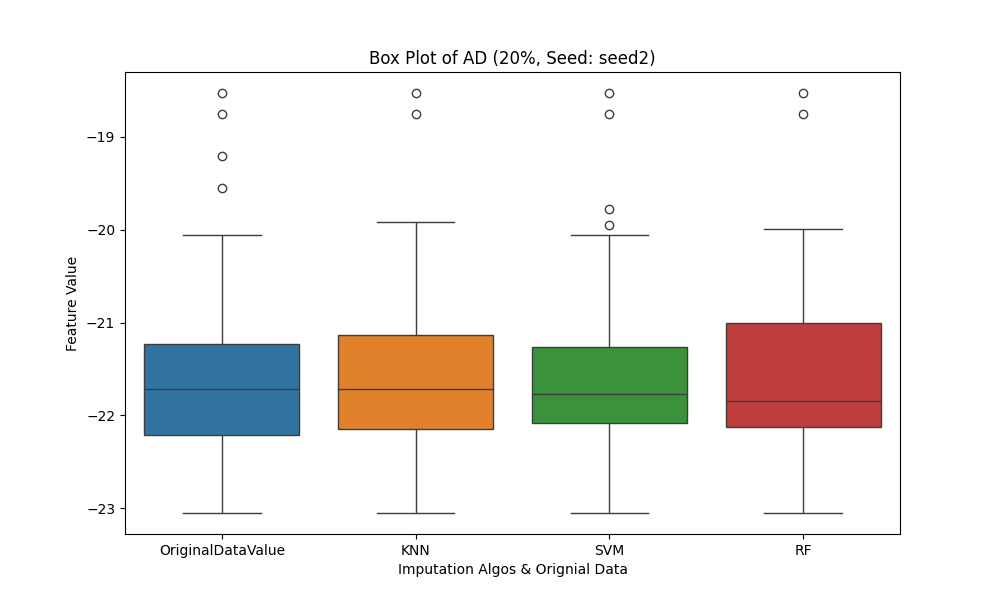 Box Plot of AD (20%, Seed: seed2)
−19
−20
−21
−22
−23
Feature Value
OriginalDataValue KNN SVM RF
Imputation Algos & Orignial Data